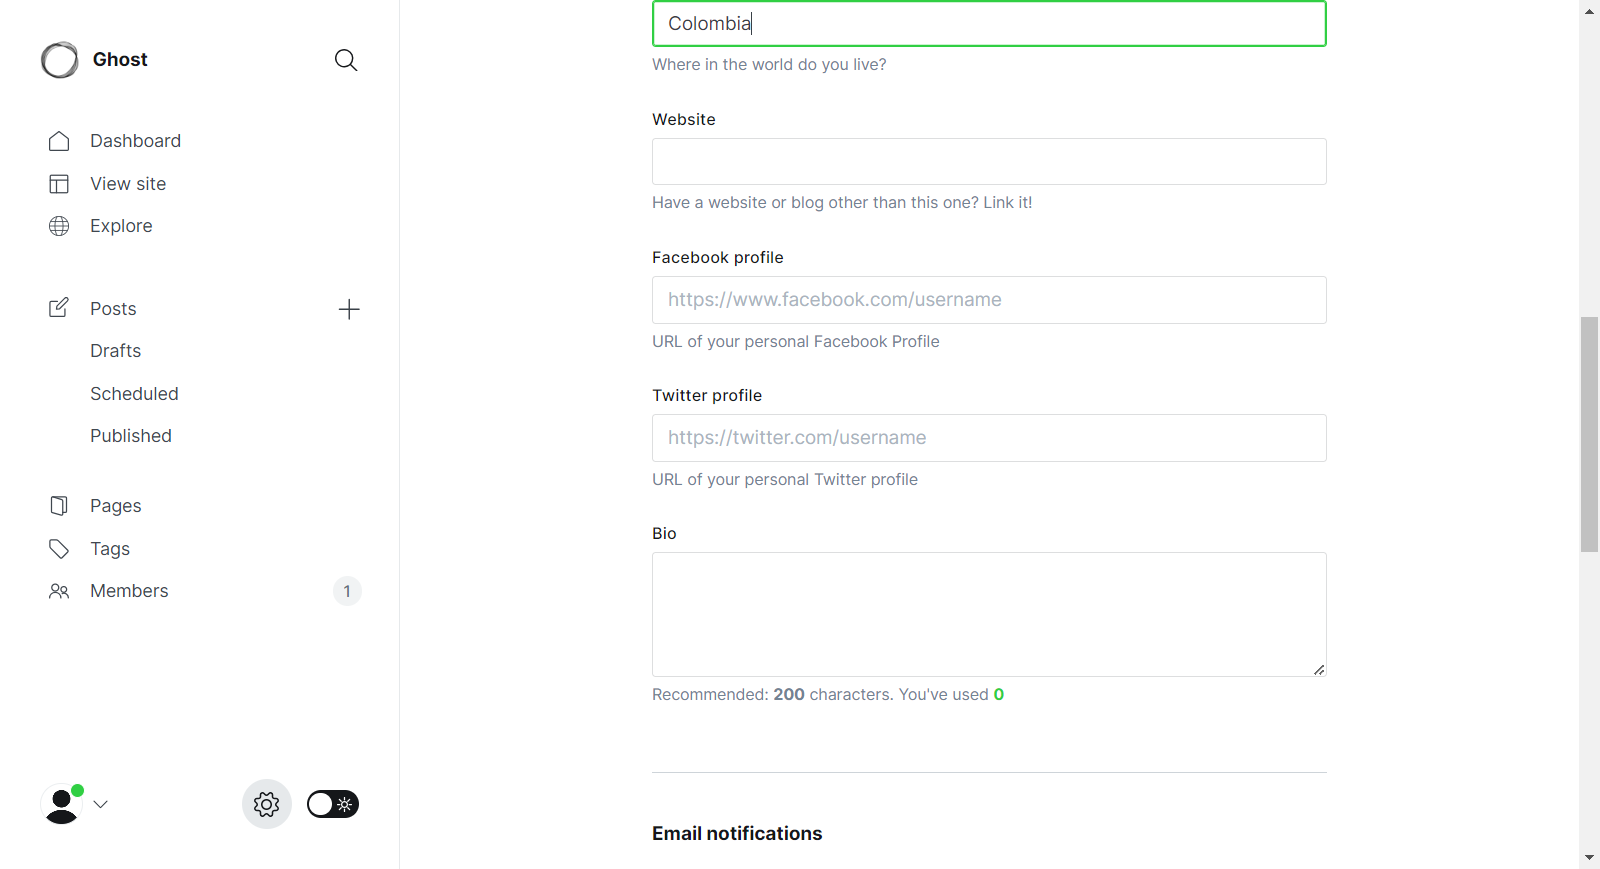 Ghost
Dashboard
View site
Explore
Posts
Drafts
Scheduled
Published
Pages
Tags
Members
1
Colombia
Where in the world do you live?
Website
Have a website or blog other than this one? Link it!
Facebook profile
https://www.facebook.com/username
URL of your personal Facebook Profile
Twitter profile
https://twitter.com/username
URL of your personal Twitter profile
Bio
Recommended: 200 characters. You've used 0
Email notifications